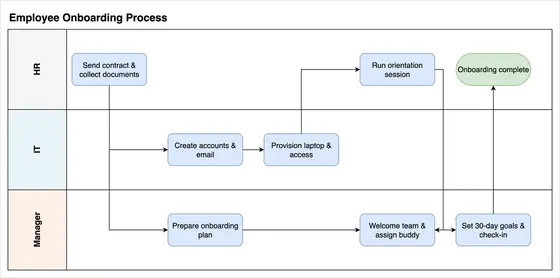 Employee Onboarding Process
HR
Send contract &
collect documents
Run orientation
session
Onboarding complete
IT
Create accounts &
email
Provision laptop &
access
Manager
Prepare onboarding
plan
Welcome team &
assign buddy
Set 30-day goals &
check-in